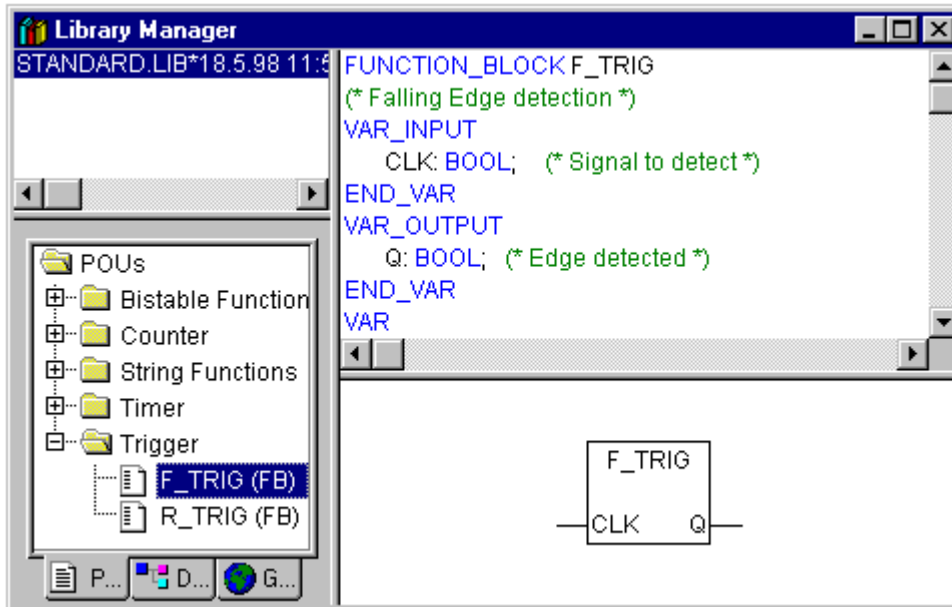 Library Manager
STANDARD.LIB*18.5.98 11:5
FUNCTION_BLOCK F_TRIG
(* Falling Edge detection *)
VAR_INPUT
CLK: BOOL; (* Signal to detect *)
END_VAR
VAR_OUTPUT
Q: BOOL; (* Edge detected *)
END_VAR
VAR
POUs
Bistable Function
Counter
String Functions
Timer
Trigger
F_TRIG (FB)
R_TRIG (FB)
P... D... G...
F_TRIG
CLK Q